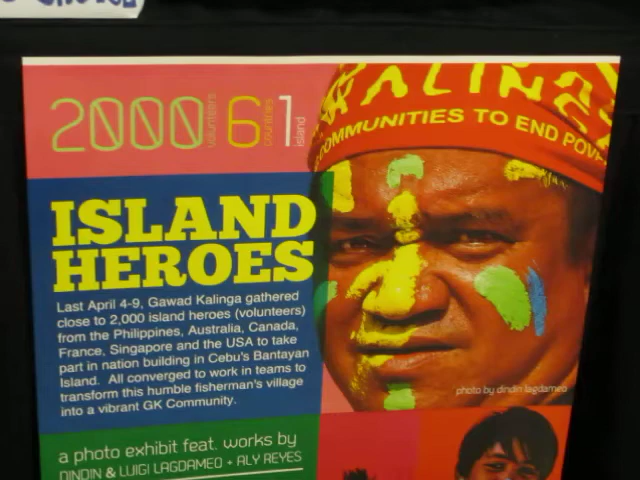 2000 volunteers 6 countries 1 island
KALINGA
COMMUNITIES TO END POV
ISLAND
HEROES
Last April 4-9, Gawad Kalinga gathered
close to 2,000 island heroes (volunteers)
from the Philippines, Australia, Canada,
France, Singapore and the USA to take
part in nation building in Cebu's Bantayan
Island. All converged to work in teams to
transform this humble fisherman's village
into a vibrant GK Community.
photo by dindin lagdameo
a photo exhibit feat. works by
DINDIN & LUIGI LAGDAMEO + ALY REYES